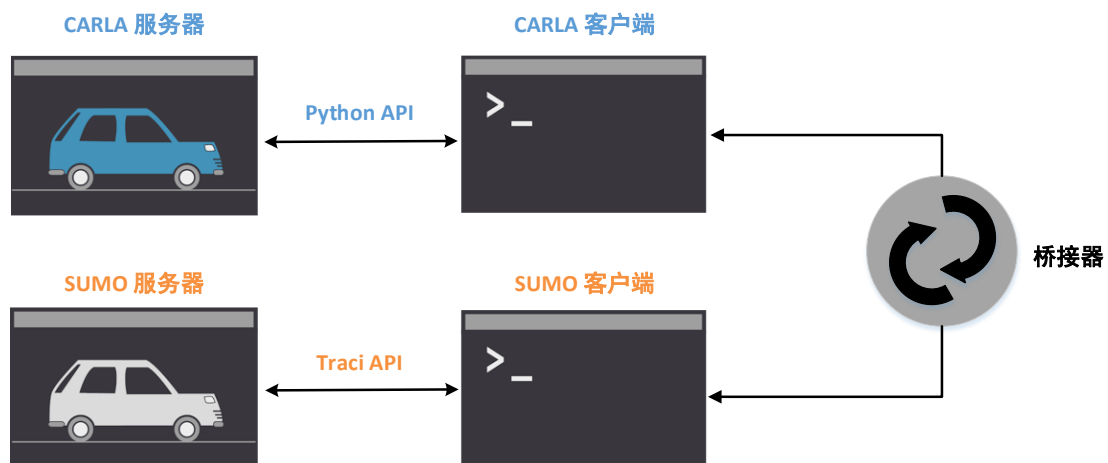 CARLA 服务器
CARLA 客户端
Python API
>_
桥接器
SUMO 服务器
SUMO 客户端
Traci API
>_